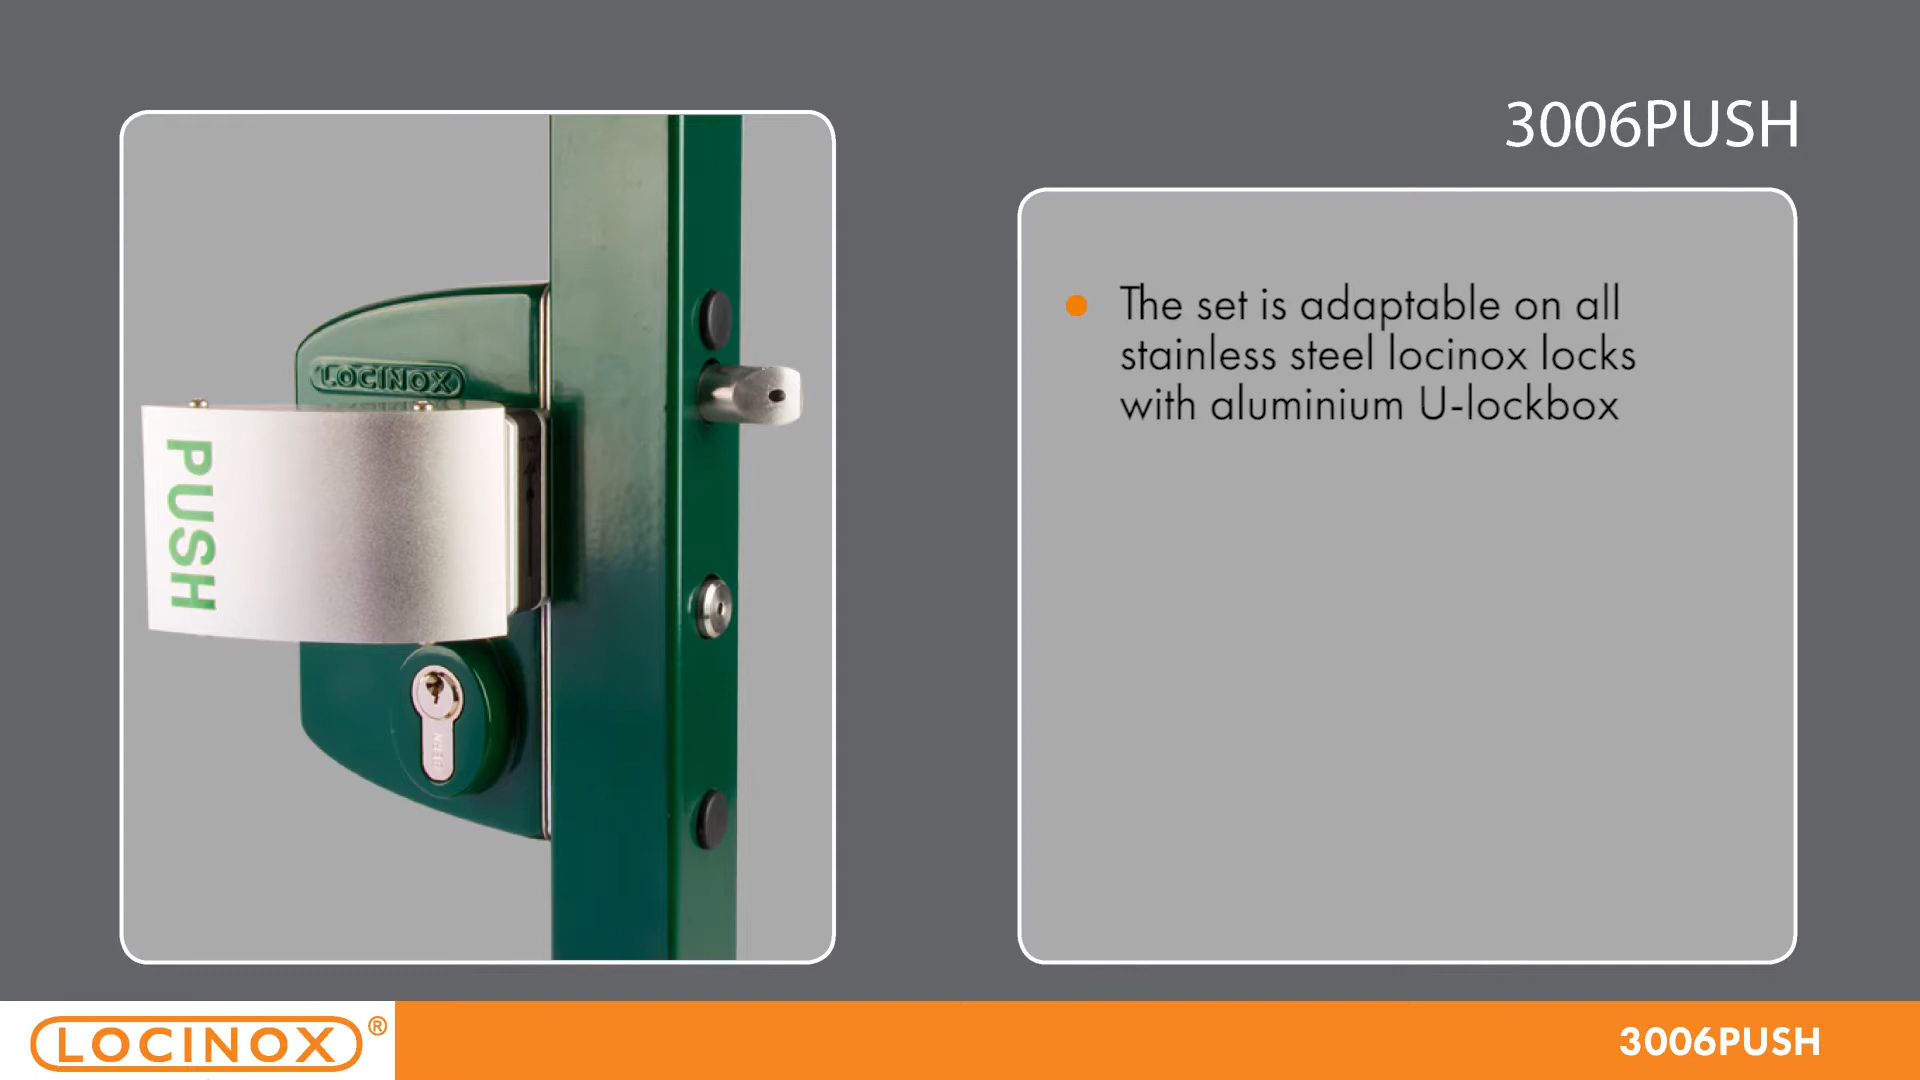 3006PUSH
LOCINOX
PUSH
The set is adaptable on all
stainless steel locinox locks
with aluminium U-lockbox
LOCINOX®
3006PUSH